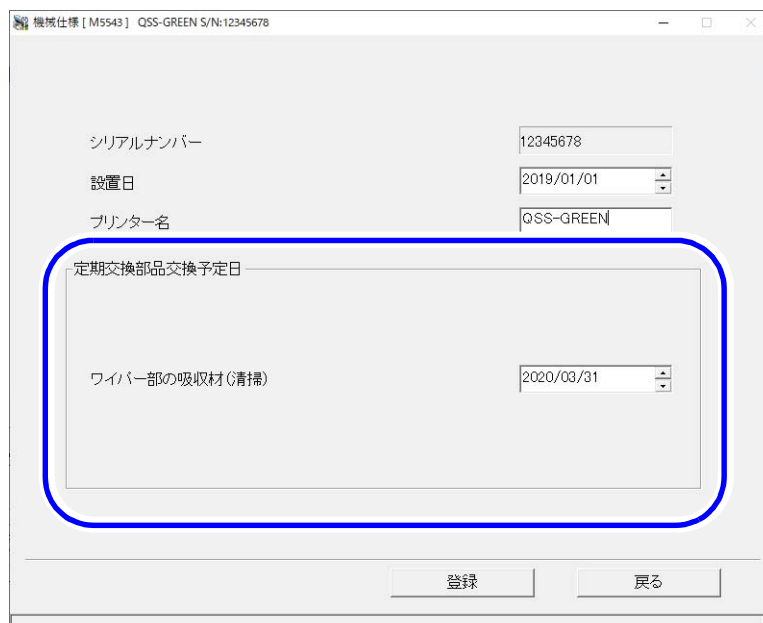 機械仕様 [ M5543 ] QSS-GREEN S/N:12345678
シリアルナンバー 12345678
設置日 2019/01/01
プリンター名 QSS-GREEN
定期交換部品交換予定日
ワイパー部の吸収材(清掃) 2020/03/31
登録 戻る